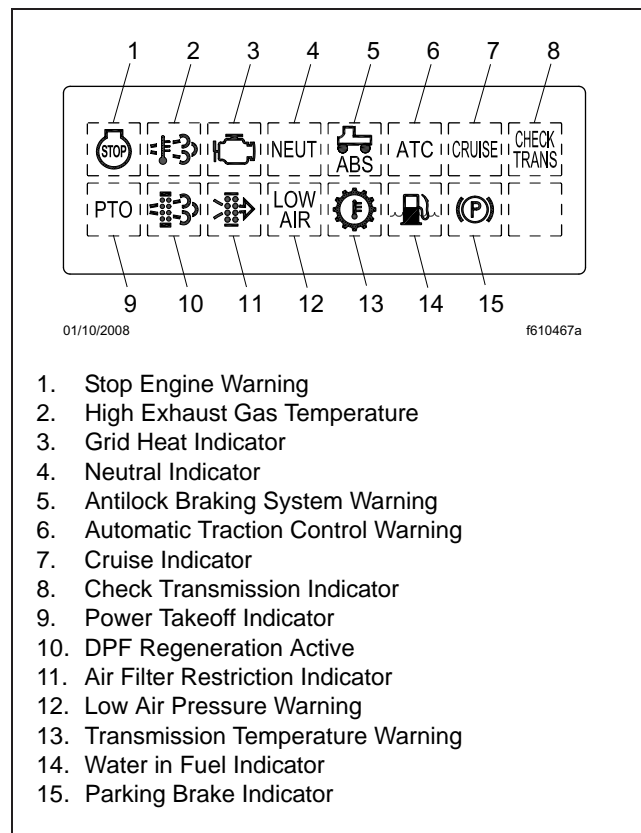 1 2 3 4 5 6 7 8
STOP NEUT ABS ATC CRUISE CHECK TRANS
PTO LOW AIR P
9 10 11 12 13 14 15
01/10/2008 f610467a
1. Stop Engine Warning
2. High Exhaust Gas Temperature
3. Grid Heat Indicator
4. Neutral Indicator
5. Antilock Braking System Warning
6. Automatic Traction Control Warning
7. Cruise Indicator
8. Check Transmission Indicator
9. Power Takeoff Indicator
10. DPF Regeneration Active
11. Air Filter Restriction Indicator
12. Low Air Pressure Warning
13. Transmission Temperature Warning
14. Water in Fuel Indicator
15. Parking Brake Indicator